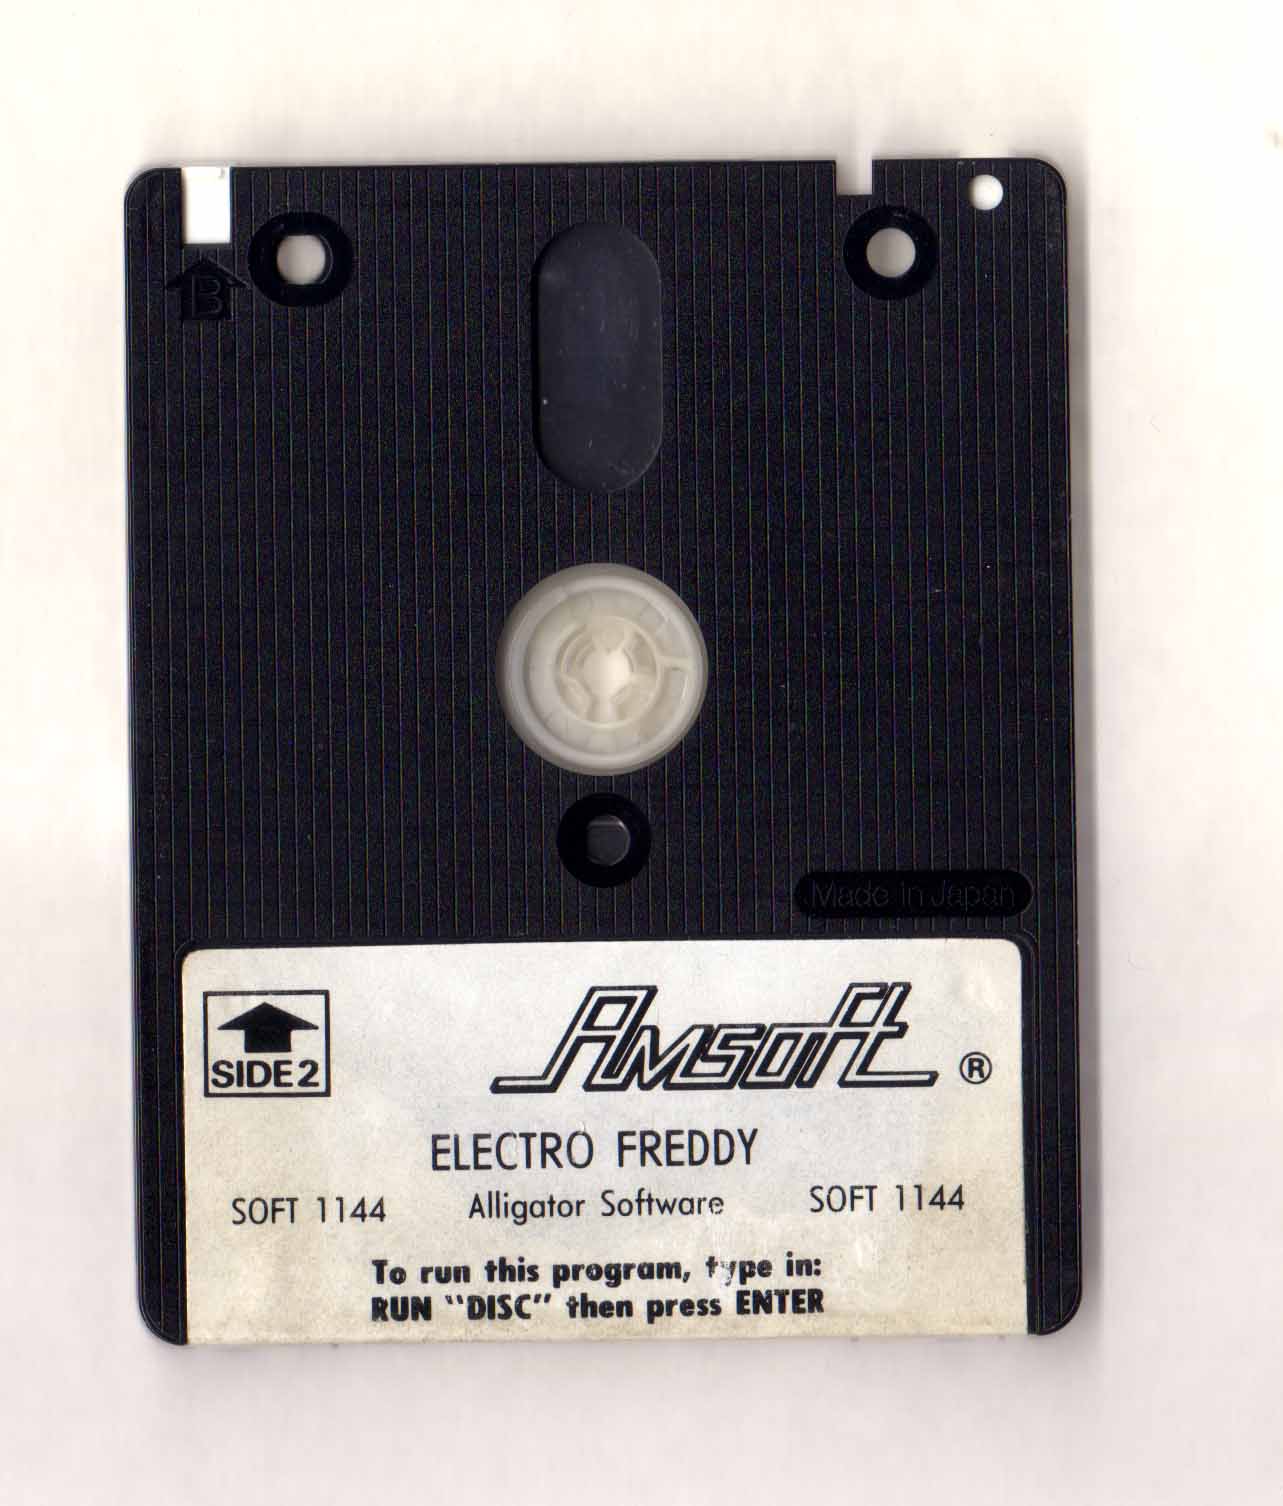 B
Made in Japan
SIDE 2
Amsoft ®
ELECTRO FREDDY
SOFT 1144 Alligator Software SOFT 1144
To run this program, type in:
RUN "DISC" then press ENTER